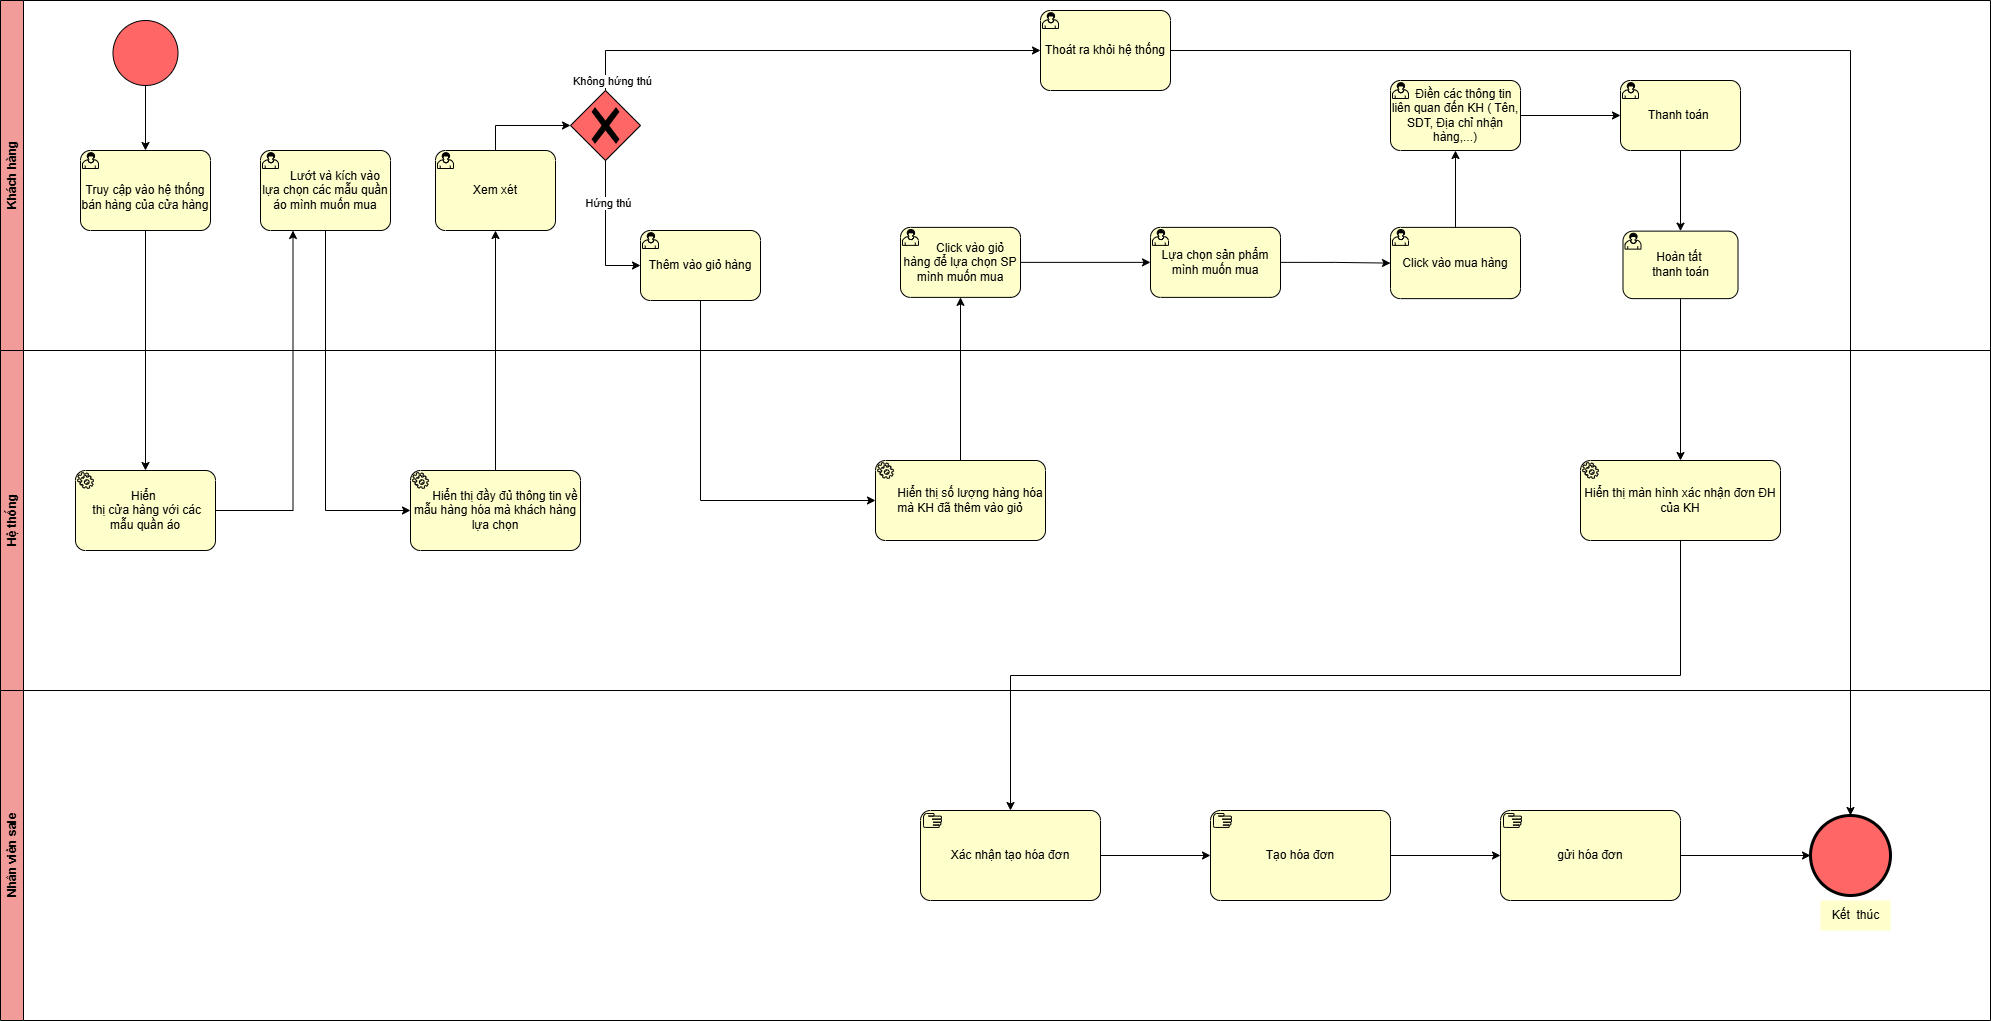 Khách hàng
Truy cập vào hệ thống
bán hàng của cửa hàng
Lướt và kích vào
lựa chọn các mẫu quần
áo mình muốn mua
Xem xét
Không hứng thú
Hứng thú
Thêm vào giỏ hàng
Thoát ra khỏi hệ thống
Click vào giỏ
hàng để lựa chọn SP
mình muốn mua
Lựa chọn sản phẩm
mình muốn mua
Click vào mua hàng
Điền các thông tin
liên quan đến KH ( Tên,
SDT, Địa chỉ nhận
hàng,...)
Thanh toán
Hoàn tất
thanh toán
Hệ thống
Hiển
thị cửa hàng với các
mẫu quần áo
Hiển thị đầy đủ thông tin về
mẫu hàng hóa mà khách hàng
lựa chọn
Hiển thị số lượng hàng hóa
mà KH đã thêm vào giỏ
Hiển thị màn hình xác nhận đơn ĐH
của KH
Nhân viên sale
Xác nhận tạo hóa đơn
Tạo hóa đơn
gửi hóa đơn
Kết thúc